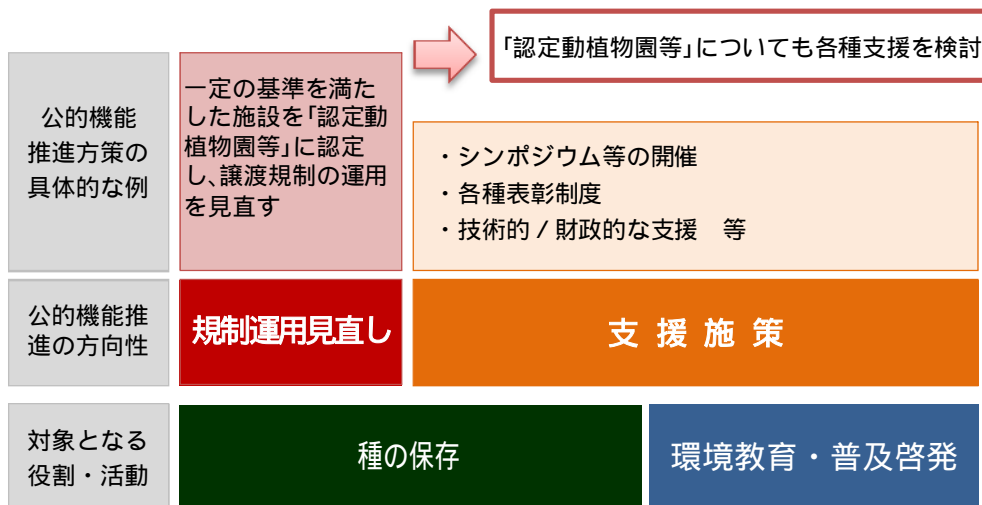 「認定動植物園等」についても各種支援を検討
公的機能
推進方策の
具体的な例
一定の基準を満た
した施設を「認定動
植物園等」に認定
し、譲渡規制の運用
を見直す
・シンポジウム等の開催
・各種表彰制度
・技術的/財政的な支援　等
公的機能推
進の方向性
規制運用見直し
支援施策
対象となる
役割・活動
種の保存
環境教育・普及啓発